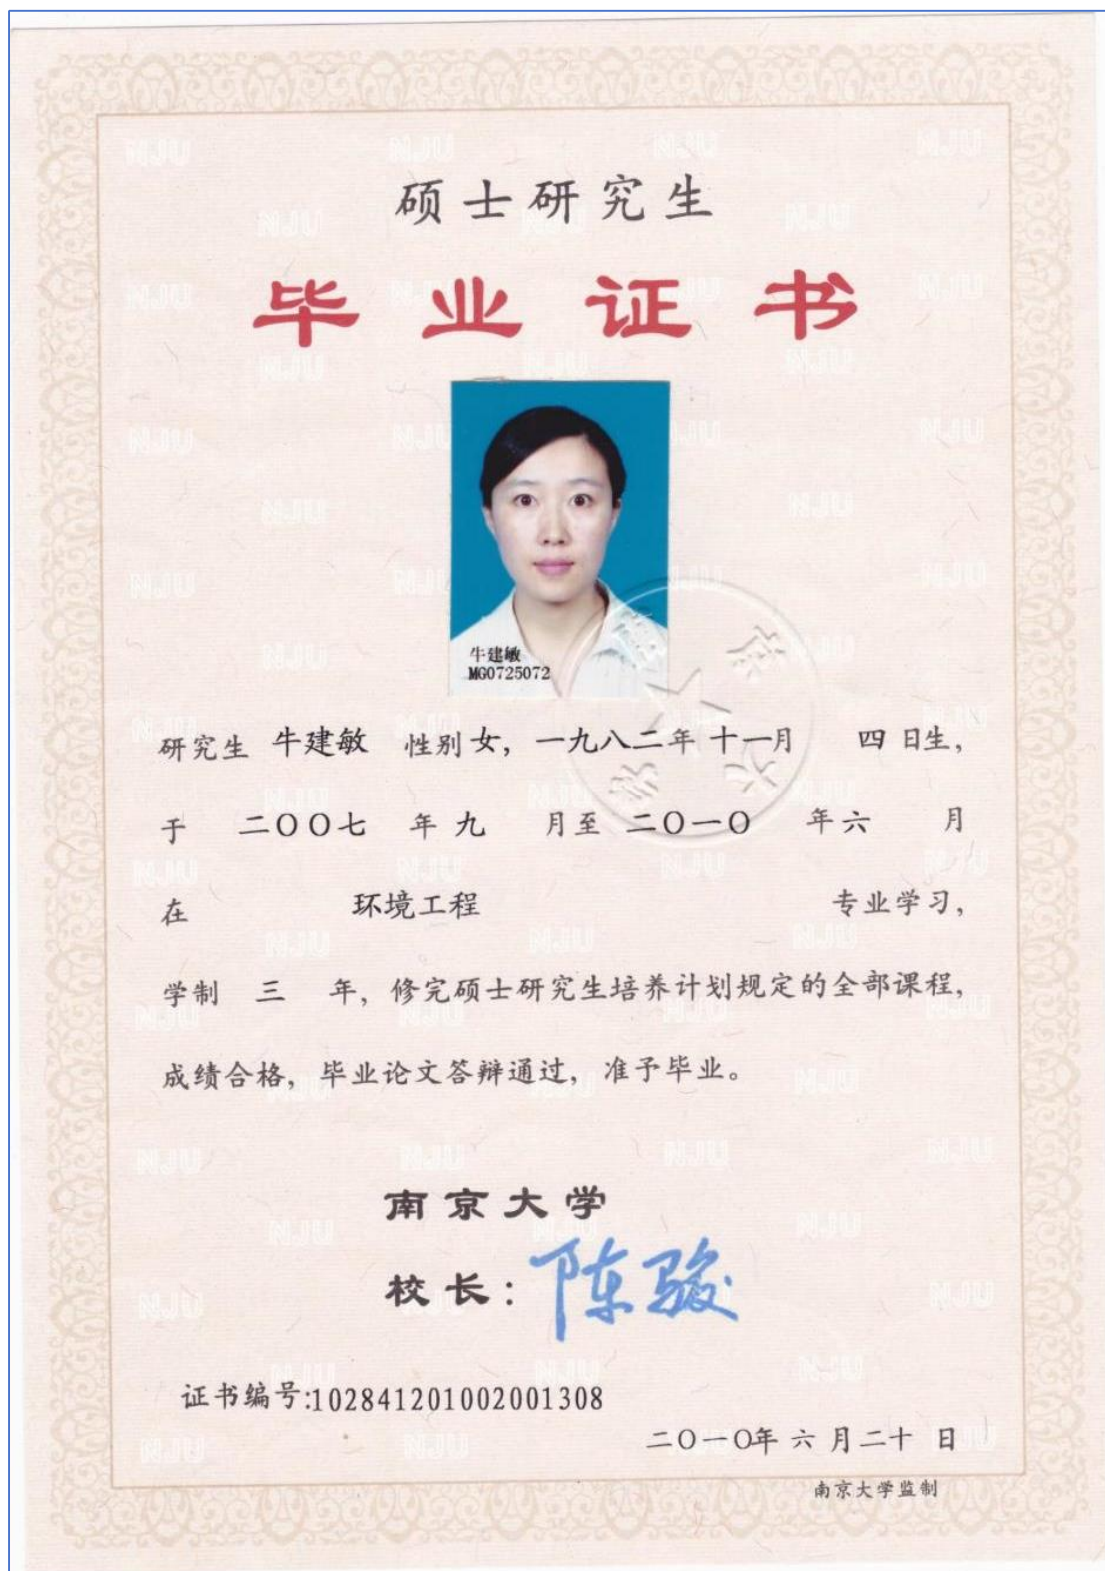 硕士研究生
毕业证书
牛建敏
MG0725072
研究生 牛建敏 性别 女, 一九八二年 十一月 四 日生,
于 二〇〇七 年 九 月至 二〇一〇 年 六 月
在 环境工程 专业学习,
学制 三 年, 修完硕士研究生培养计划规定的全部课程,
成绩合格, 毕业论文答辩通过, 准予毕业。
南京大学
校长: 陈骏
证书编号:102841201002001308
二〇一〇年 六 月 二十 日
南京大学监制